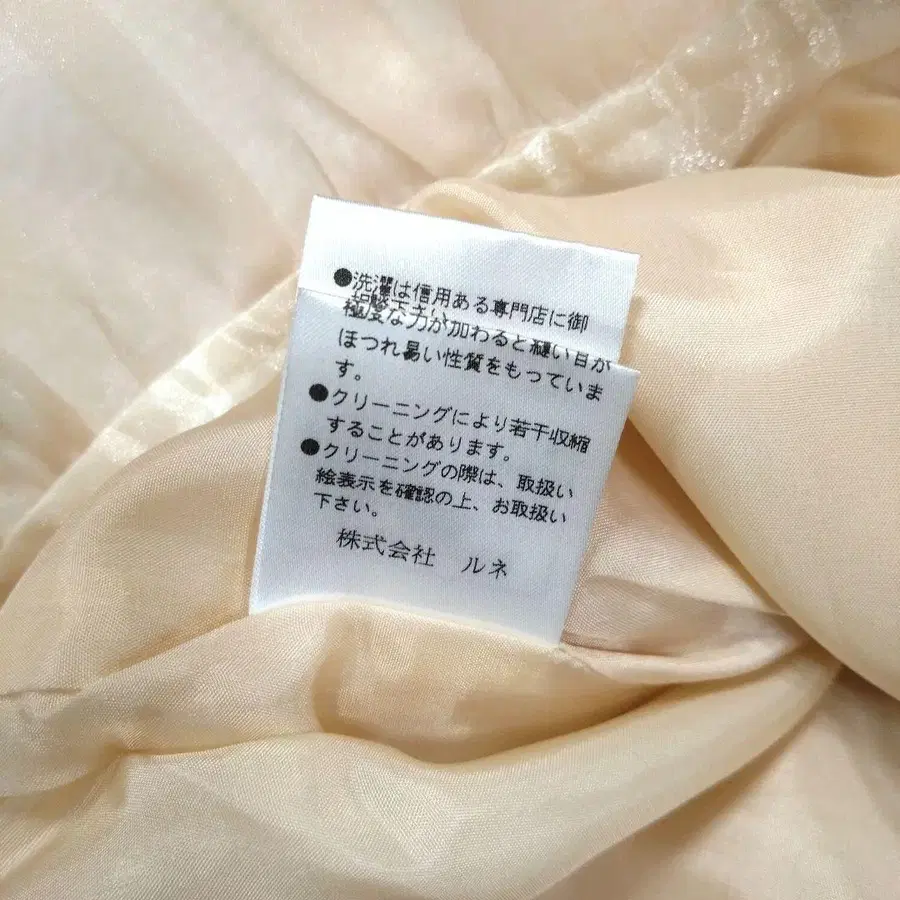 ●洗濯は信用ある専門店に御
極度な力が加わると縫い目が
ほつれ易い性質をもっていま
す。
●クリーニングにより若干収縮
することがあります。
●クリーニングの際は、取扱い
絵表示を確認の上、お取扱い
下さい。
株式会社 ルネ